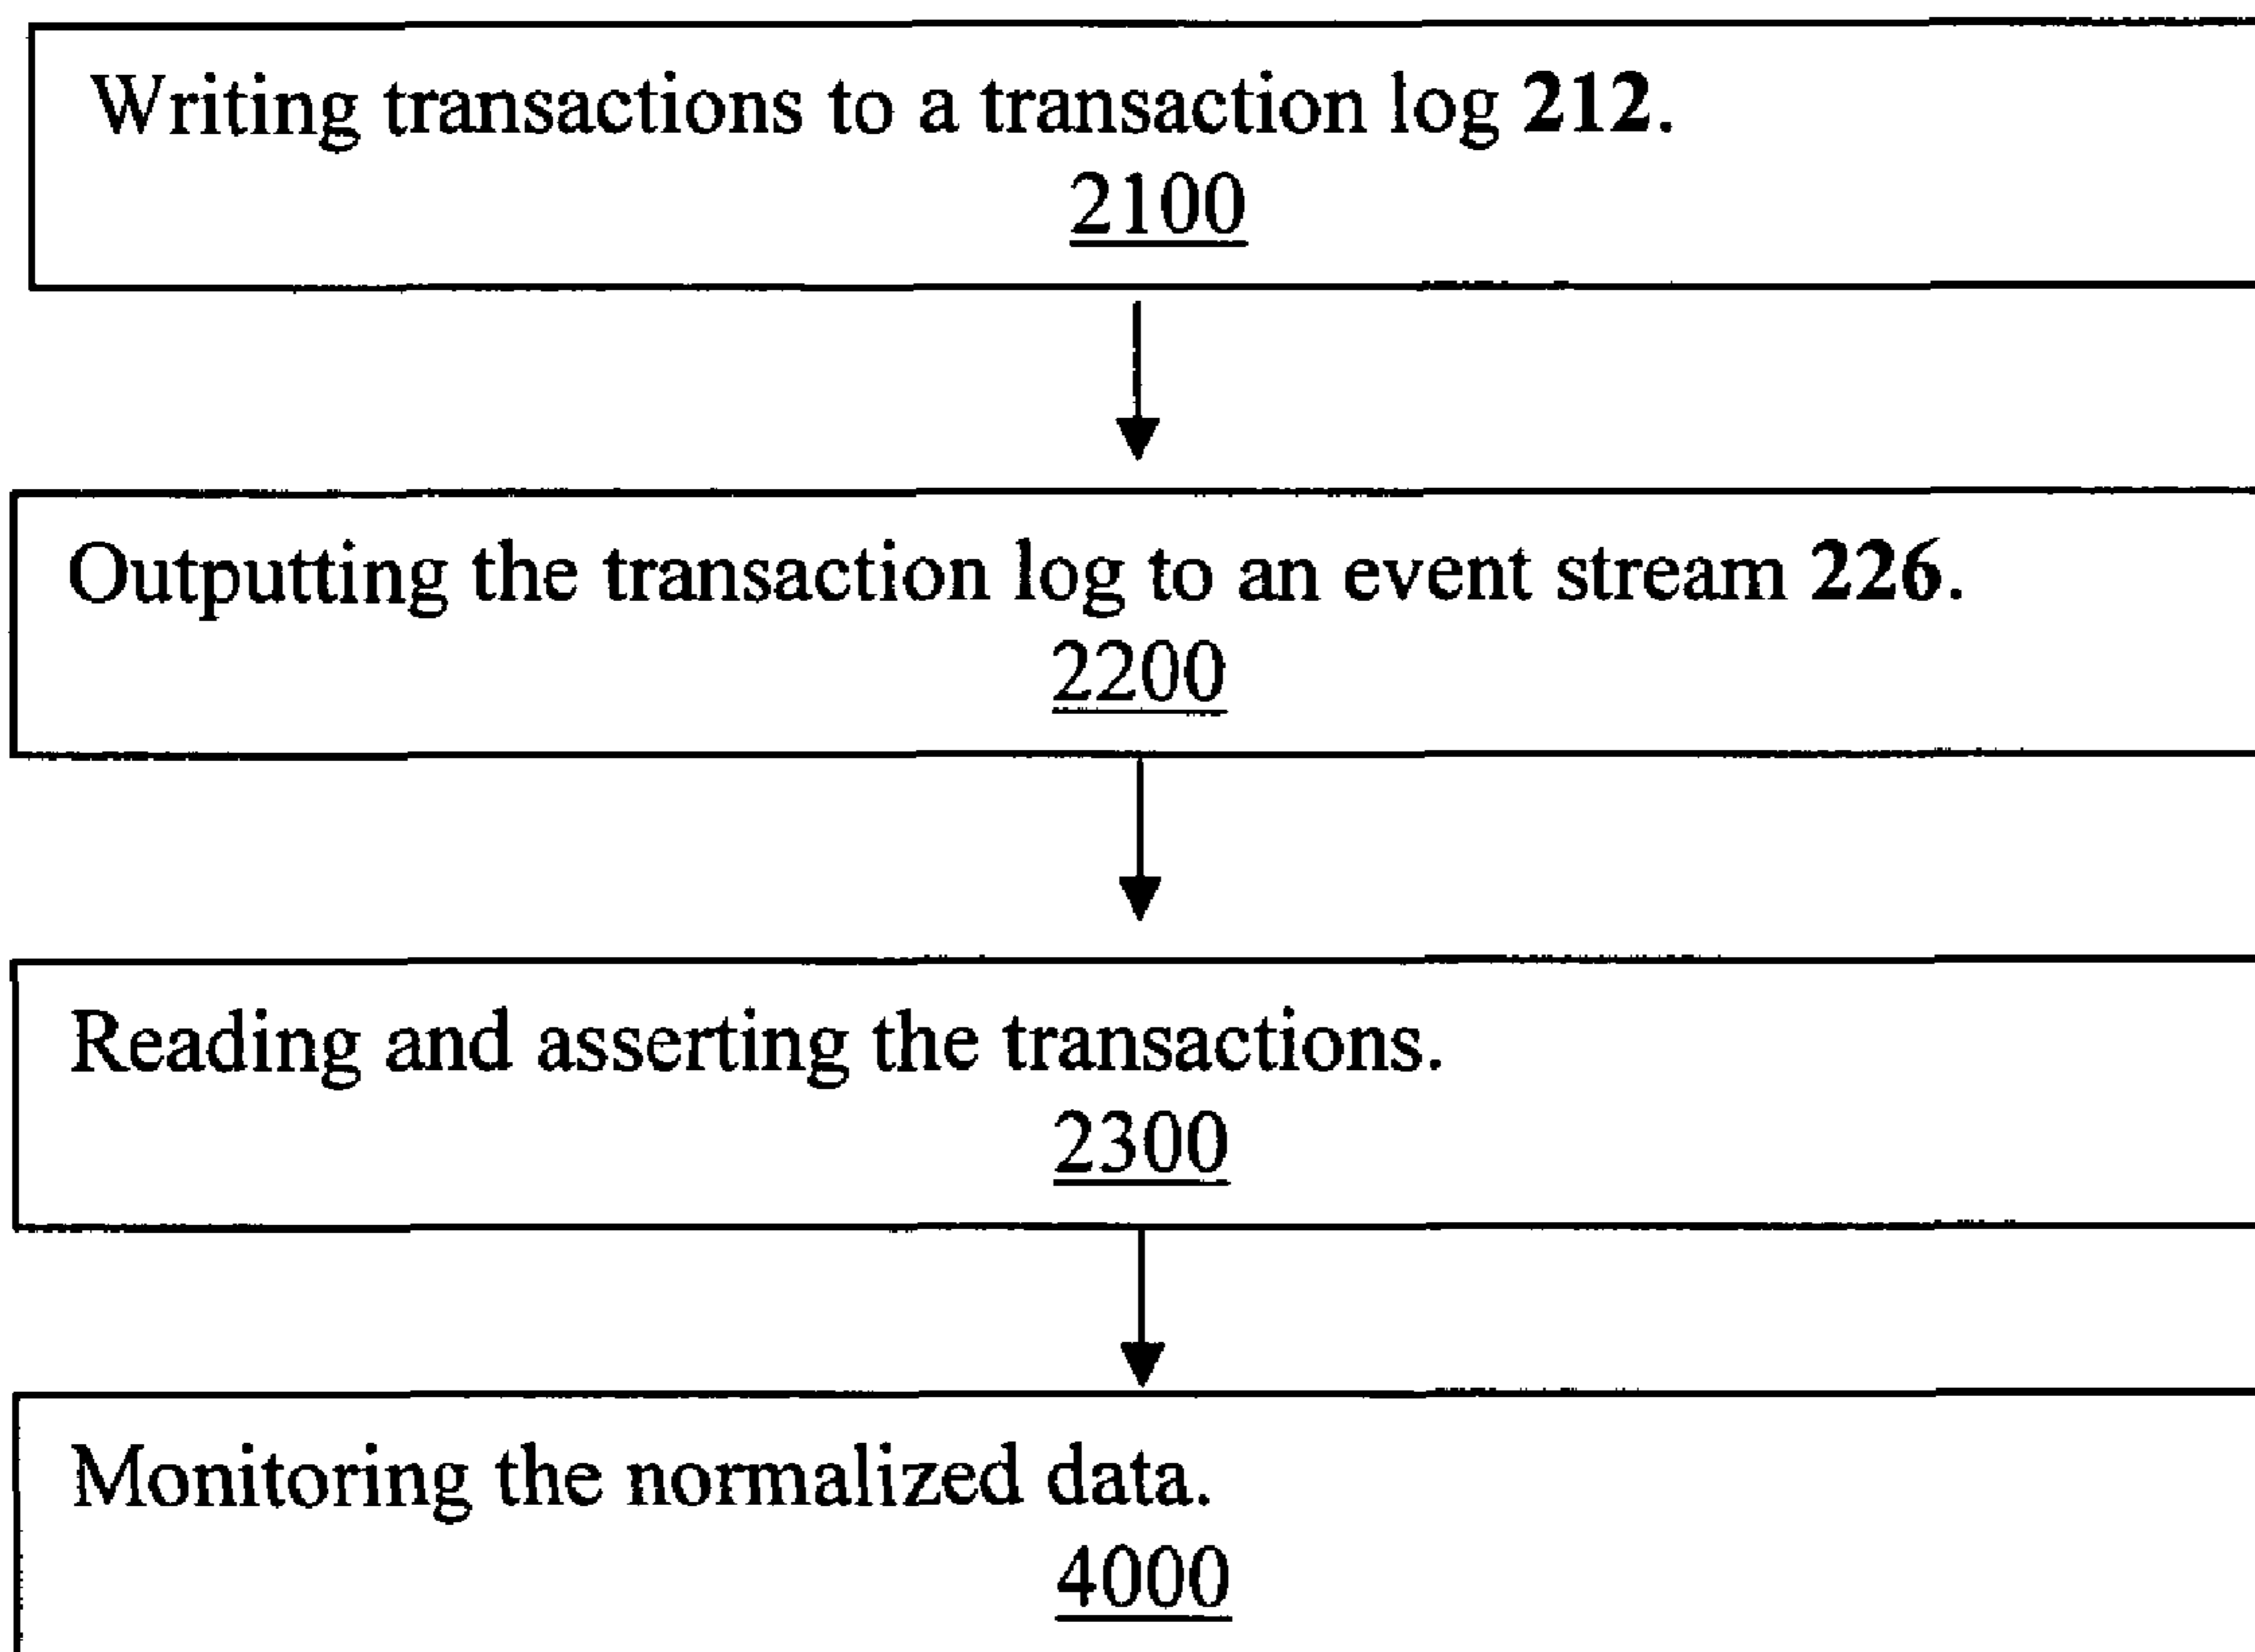 Writing transactions to a transaction log 212.
2100
Outputting the transaction log to an event stream 226.
2200
Reading and asserting the transactions.
2300
Monitoring the normalized data.
4000